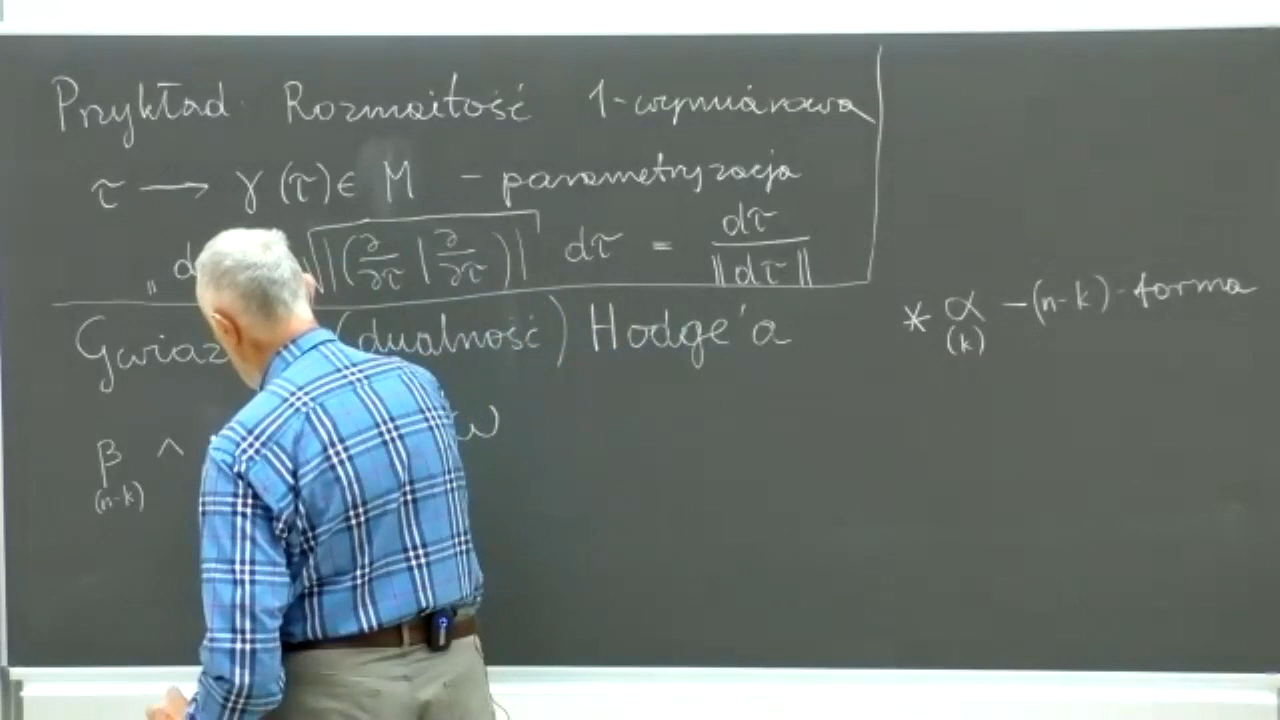 Przykład. Rozmaitość 1-wymiarowa
τ → γ(τ) ∈ M - parametryzacja
„d √|(∂/∂τ | ∂/∂τ)| dτ = dτ/‖dτ‖
Gwiaz (dualność) Hodge'a
* α - (n-k)-forma
(k)
β ∧ ω
(n-k)